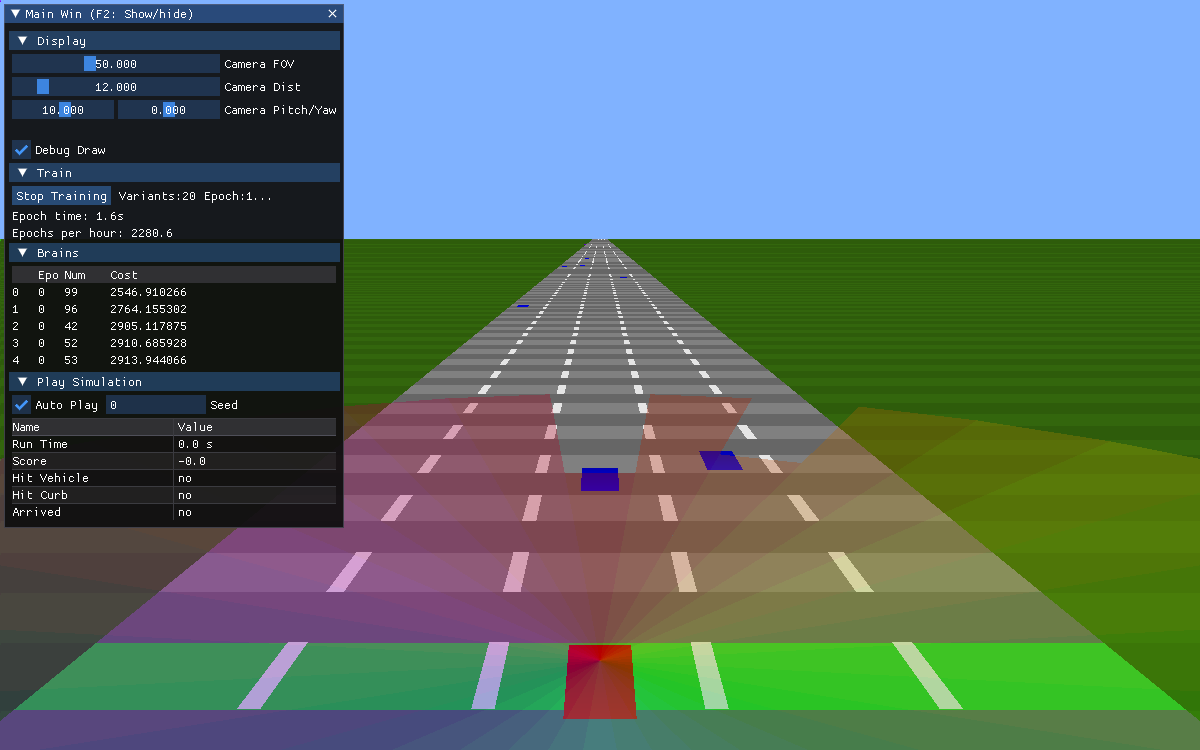 Main Win (F2: Show/hide)
Display
50.000 Camera FOV
12.000 Camera Dist
10.000 0.000 Camera Pitch/Yaw
Debug Draw
Train
Stop Training Variants:20 Epoch:1...
Epoch time: 1.6s
Epochs per hour: 2280.6
Brains
Epo Num Cost
0 0 99 2546.910266
1 0 96 2764.155302
2 0 42 2905.117875
3 0 52 2910.685928
4 0 53 2913.944066
Play Simulation
Auto Play 0 Seed
Name Value
Run Time 0.0 s
Score -0.0
Hit Vehicle no
Hit Curb no
Arrived no